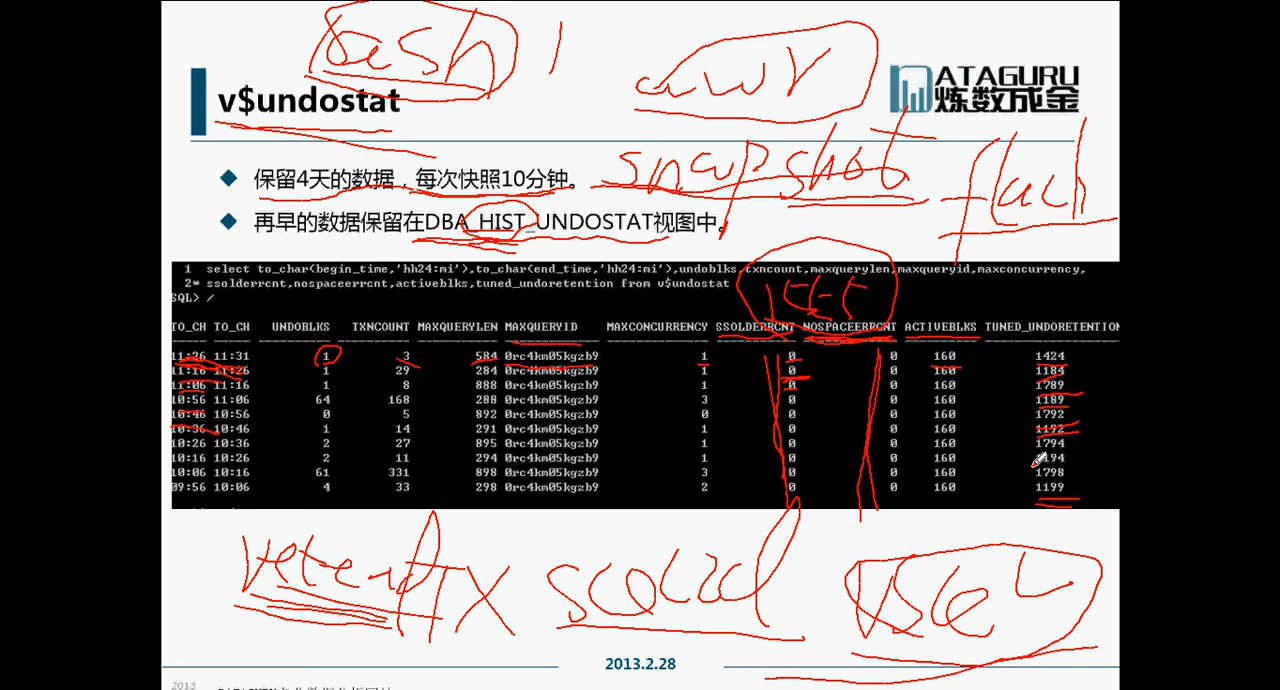 v$undostat
ATAGURU
炼数成金
保留4天的数据，每次快照10分钟。
再早的数据保留在DBA_HIST_UNDOSTAT视图中。
awr
snapshot
1555
1 select to_char(begin_time,'hh24:mi'),to_char(end_time,'hh24:mi'),undoblks,txncount,maxquerylen,maxqueryid,maxconcurrency,
2* ssolderrcnt,nospaceerrcnt,activeblks,tuned_undoretention from v$undostat
SQL> /
TO_CH TO_CH UNDOBLKS TXNCOUNT MAXQUERYLEN MAXQUERYID MAXCONCURRENCY SSOLDERRCNT NOSPACEERRCNT ACTIVEBLKS TUNED_UNDORETENTION
11:26 11:31 1 3 584 0rc4km05kgzb9 1 0 0 160 1424
11:16 11:26 1 29 284 0rc4km05kgzb9 1 0 0 160 1184
11:06 11:16 1 8 888 0rc4km05kgzb9 1 0 0 160 1789
10:56 11:06 64 168 288 0rc4km05kgzb9 3 0 0 160 1189
10:46 10:56 0 5 892 0rc4km05kgzb9 0 0 0 160 1792
10:36 10:46 1 14 291 0rc4km05kgzb9 1 0 0 160 1192
10:26 10:36 2 27 895 0rc4km05kgzb9 1 0 0 160 1794
10:16 10:26 2 11 294 0rc4km05kgzb9 1 0 0 160
10:06 10:16 61 331 898 0rc4km05kgzb9 3 0 0 160 1798
09:56 10:06 4 33 298 0rc4km05kgzb9 2 0 0 160 1199
2013.2.28
2013